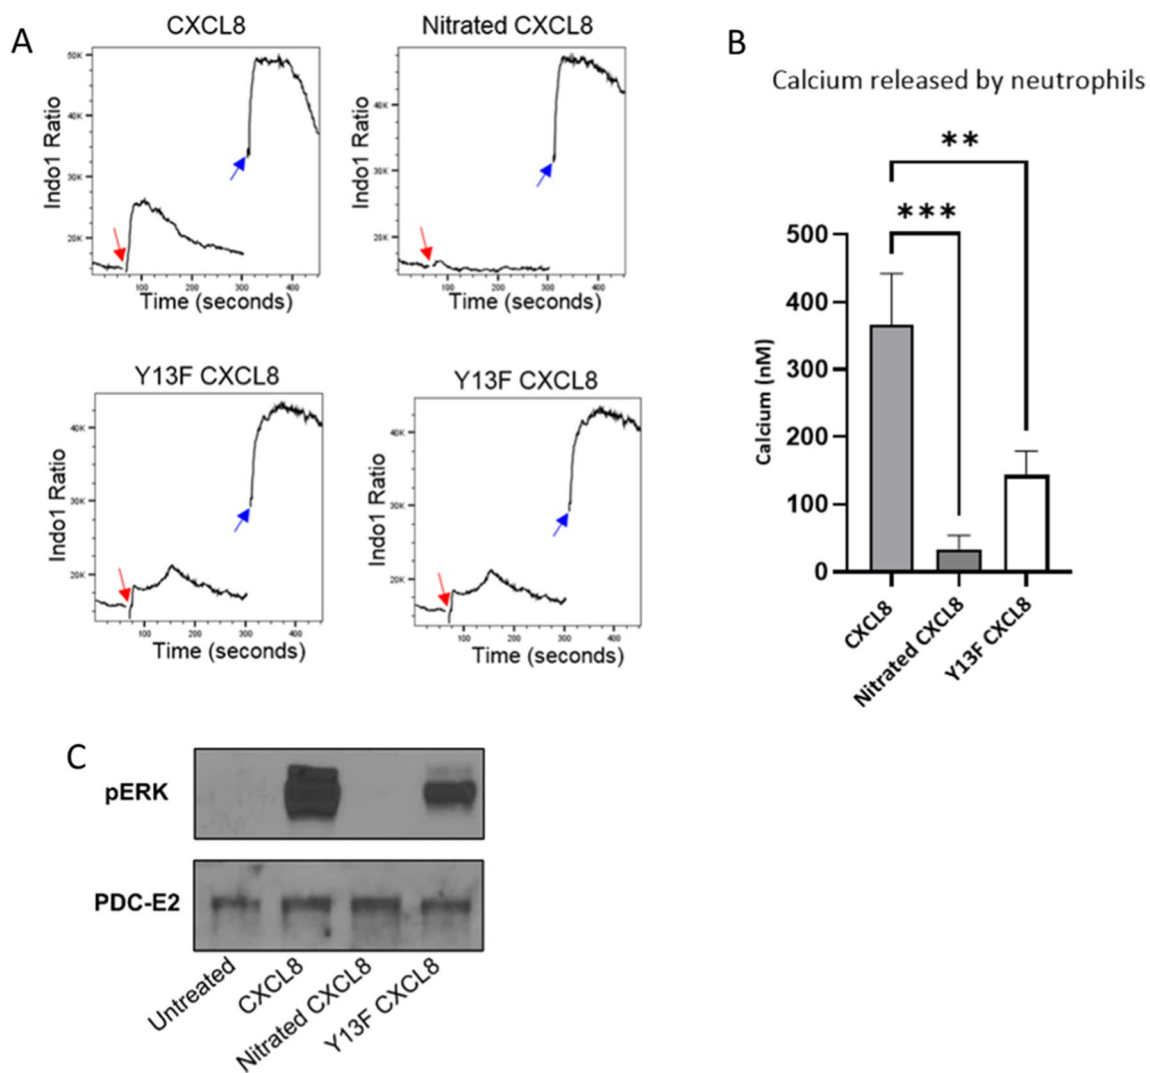 A
CXCL8
Indo1 Ratio
50K
40K
30K
20K
100
200
300
400
Time (seconds)
Nitrated CXCL8
Indo1 Ratio
40K
30K
20K
100
200
300
400
Time (seconds)
Y13F CXCL8
Indo1 Ratio
40K
30K
20K
100
200
300
400
Time (seconds)
Y13F CXCL8
Indo1 Ratio
40K
30K
20K
100
200
300
400
Time (seconds)
B
Calcium released by neutrophils
**
***
Calcium (nM)
500
400
300
200
100
0
CXCL8
Nitrated CXCL8
Y13F CXCL8
C
pERK
PDC-E2
Untreated
CXCL8
Nitrated CXCL8
Y13F CXCL8